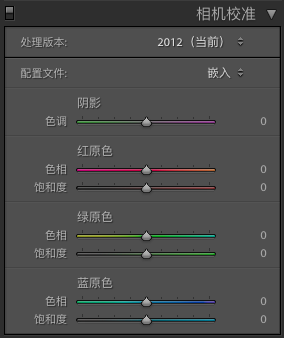 相机校准
处理版本: 2012（当前）
配置文件: 嵌入
阴影
色调 0
红原色
色相 0
饱和度 0
绿原色
色相 0
饱和度 0
蓝原色
色相 0
饱和度 0